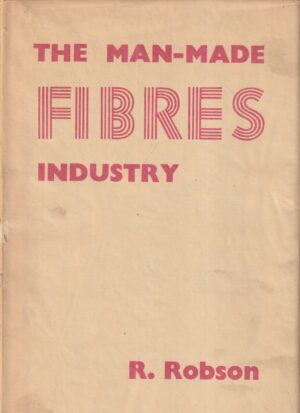 THE MAN-MADE
FIBRES
INDUSTRY
R. Robson